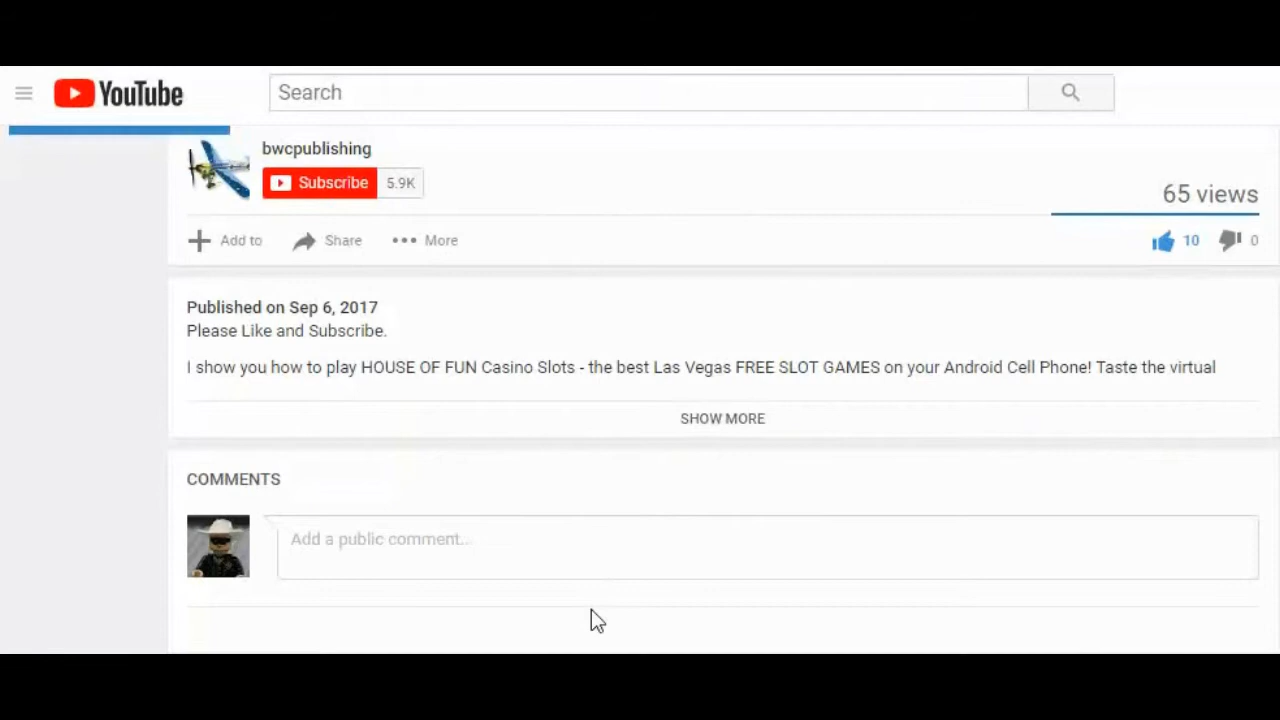 YouTube
Search
bwcpublishing
Subscribe 5.9K
65 views
Add to Share More
10 0
Published on Sep 6, 2017
Please Like and Subscribe.
I show you how to play HOUSE OF FUN Casino Slots - the best Las Vegas FREE SLOT GAMES on your Android Cell Phone! Taste the virtual
SHOW MORE
COMMENTS
Add a public comment...